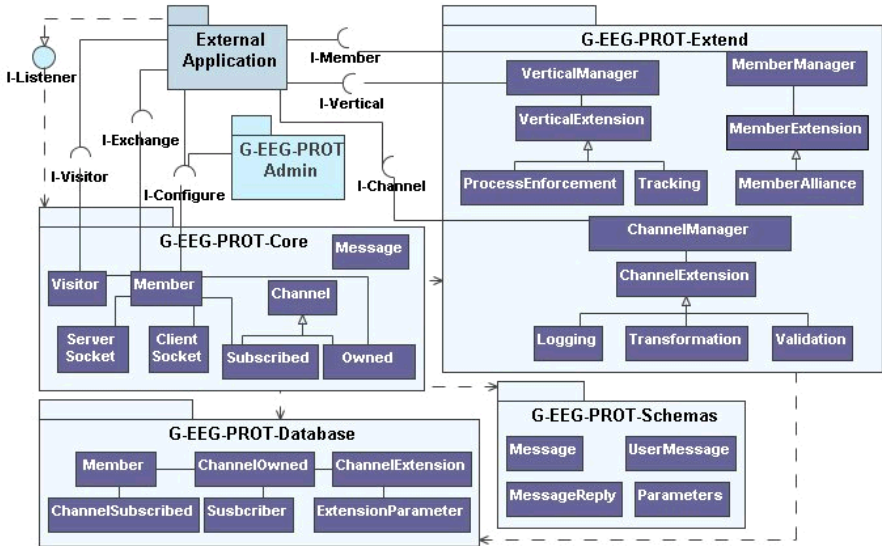 External
Application
I-Listener
I-Member
I-Vertical
I-Exchange
I-Visitor
I-Configure
I-Channel
G-EEG-PROT
Admin
G-EEG-PROT-Extend
VerticalManager
MemberManager
VerticalExtension
MemberExtension
ProcessEnforcement
Tracking
MemberAlliance
ChannelManager
ChannelExtension
Logging
Transformation
Validation
G-EEG-PROT-Core
Message
Visitor
Member
Channel
Server
Socket
Client
Socket
Subscribed
Owned
G-EEG-PROT-Database
Member
ChannelOwned
ChannelExtension
ChannelSubscribed
Susbcriber
ExtensionParameter
G-EEG-PROT-Schemas
Message
UserMessage
MessageReply
Parameters